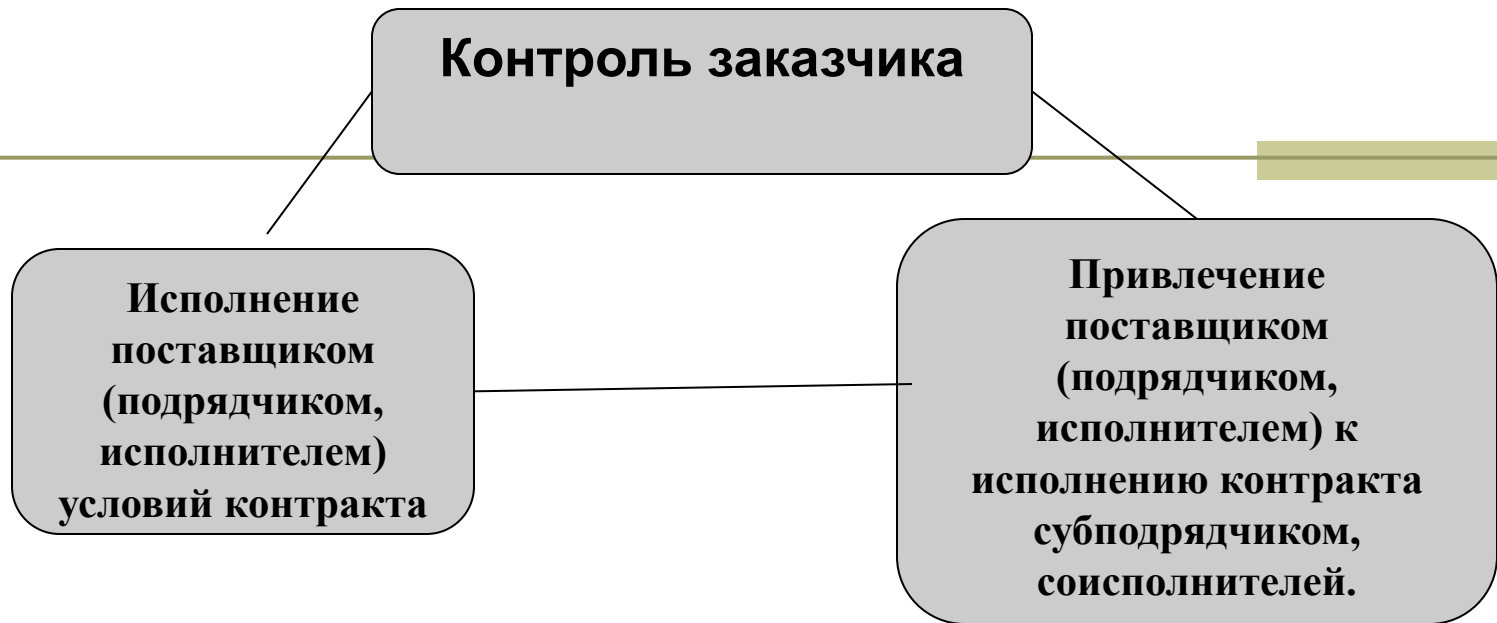 Контроль заказчика
Исполнение
поставщиком
(подрядчиком,
исполнителем)
условий контракта
Привлечение
поставщиком
(подрядчиком,
исполнителем) к
исполнению контракта
субподрядчиком,
соисполнителей.